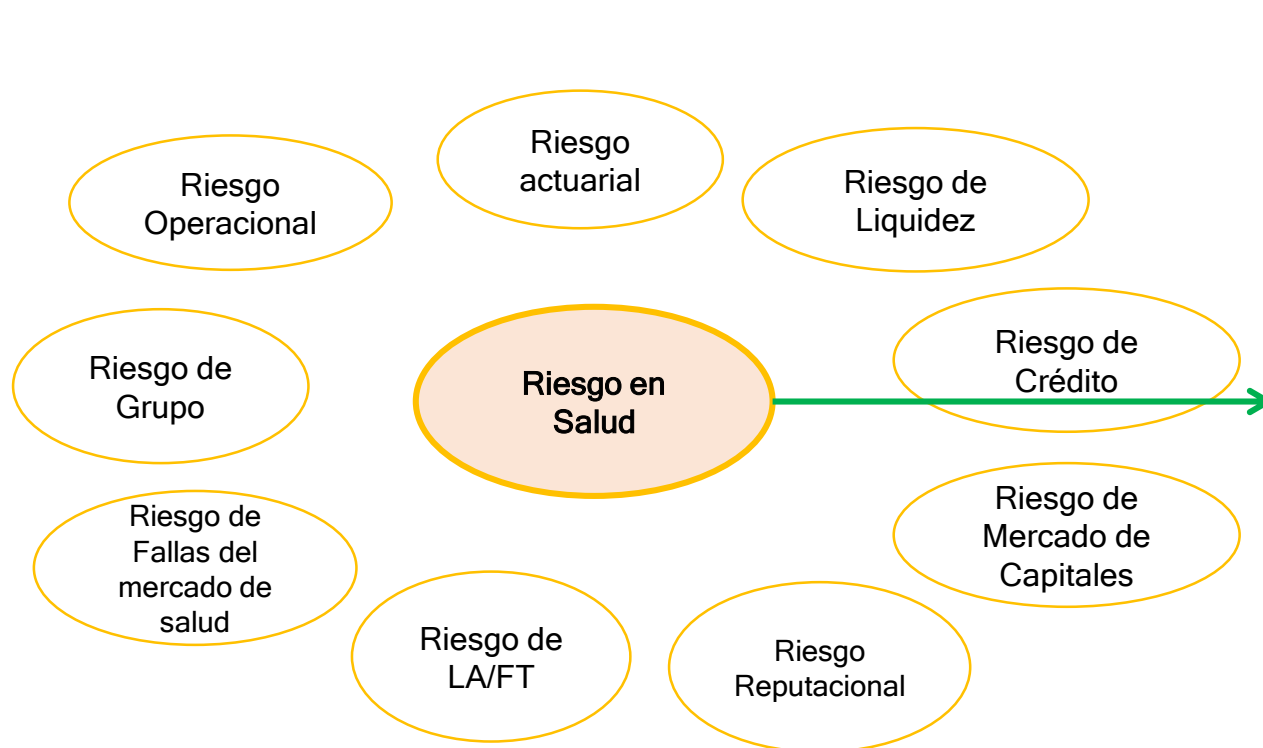 Riesgo
actuarial
Riesgo
Operacional
Riesgo de
Liquidez
Riesgo de
Crédito
Riesgo de
Grupo
Riesgo en
Salud
Riesgo de
Mercado de
Capitales
Riesgo de
Fallas del
mercado de
salud
Riesgo de
LA/FT
Riesgo
Reputacional